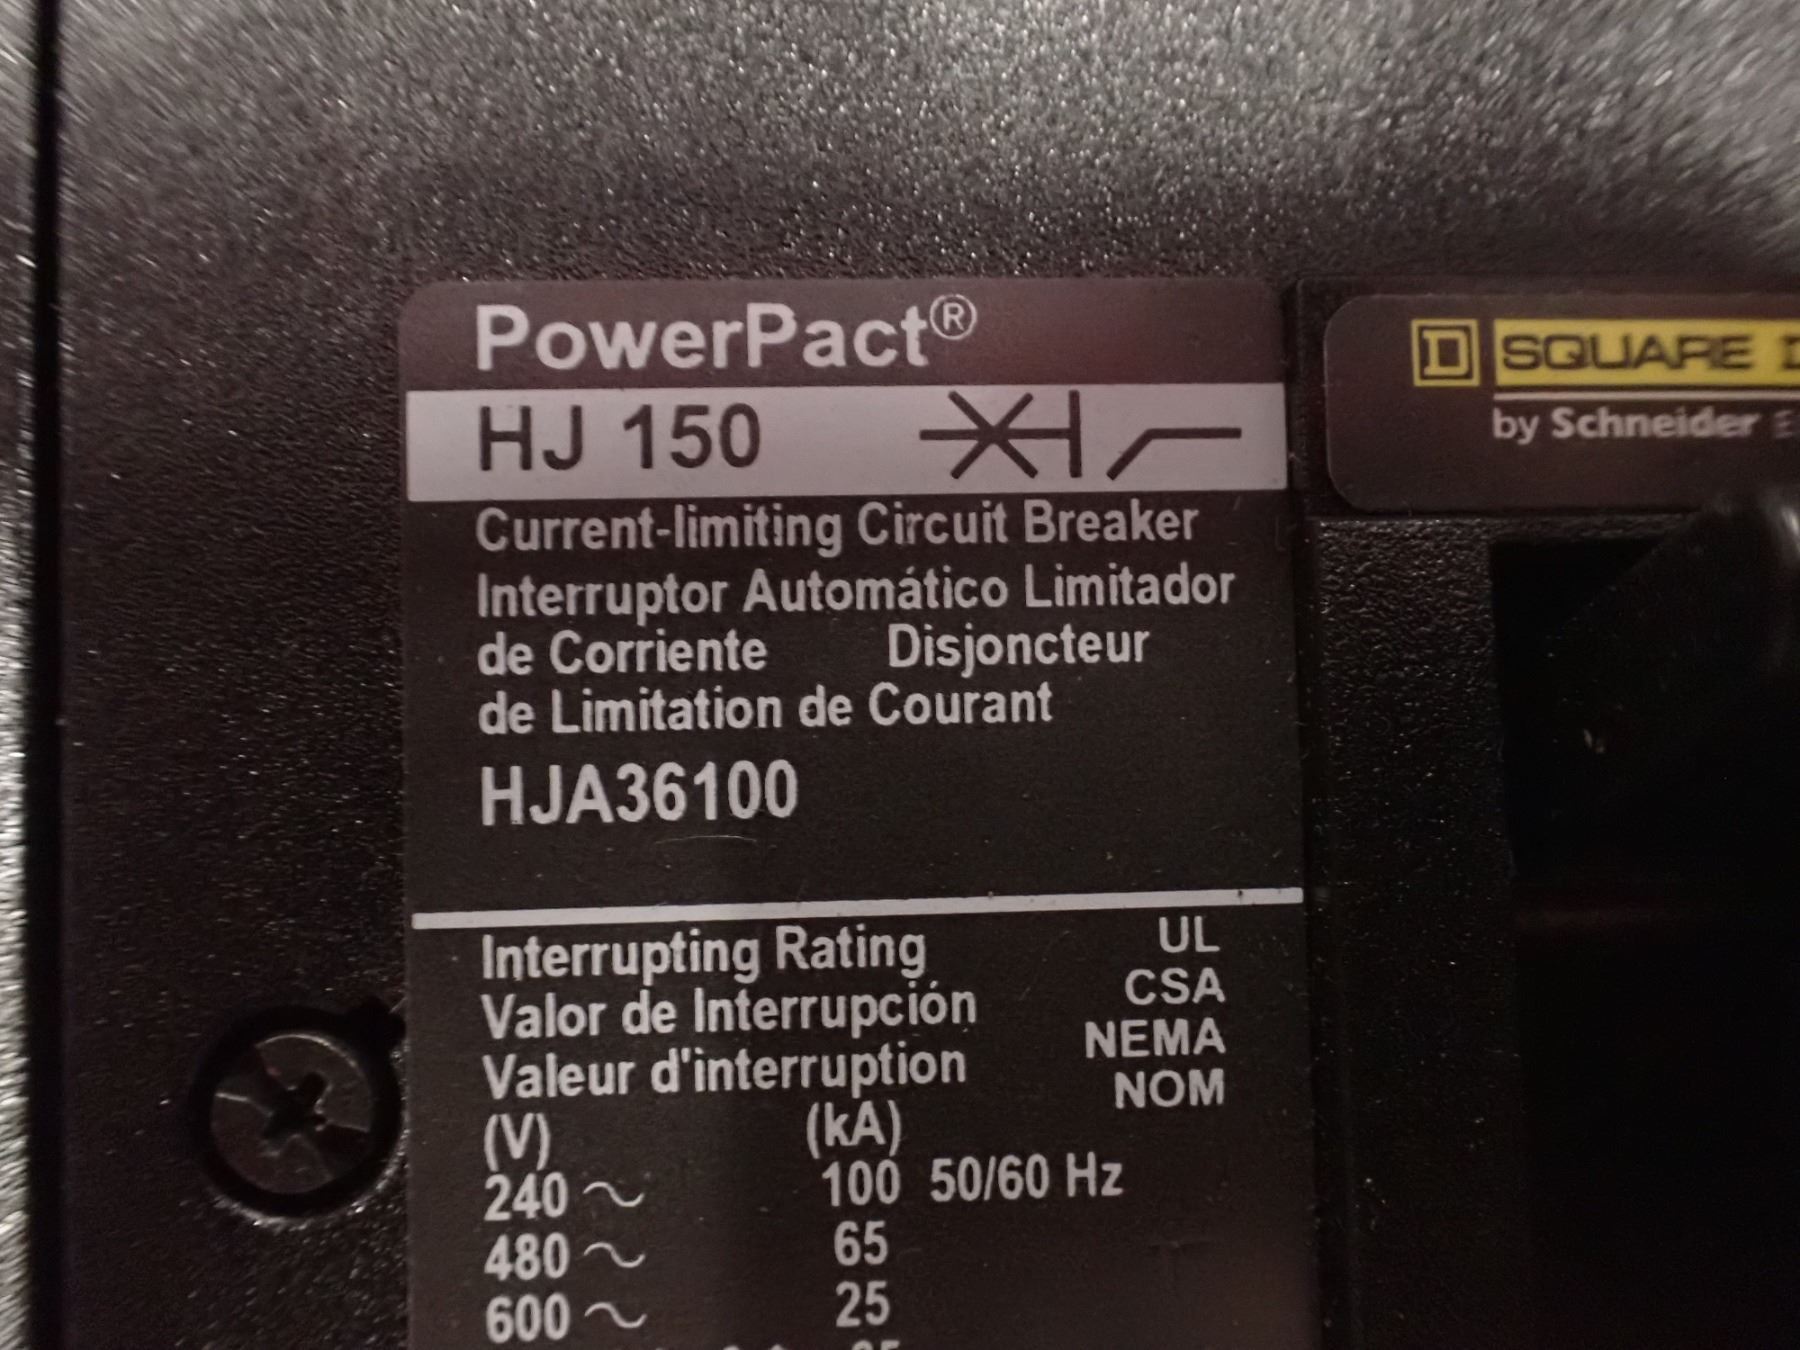 PowerPact®
HJ 150
D SQUARE
by Schneider
Current-limiting Circuit Breaker
Interruptor Automático Limitador
de Corriente Disjoncteur
de Limitation de Courant
HJA36100
Interrupting Rating UL
Valor de Interrupción CSA
Valeur d'interruption NEMA
NOM
(V) (kA)
240 ~ 100 50/60 Hz
480 ~ 65
600 ~ 25